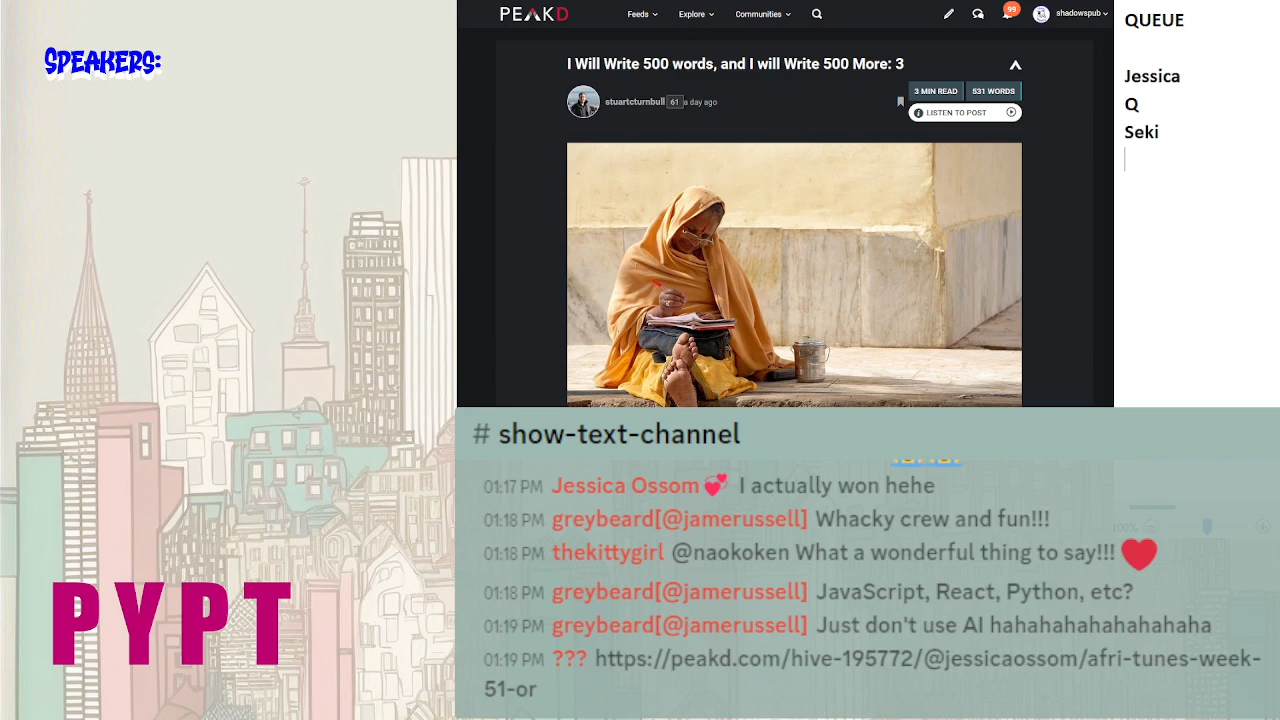 SPEAKERS:
PYPT
PEAKD
Feeds
Explore
Communities
99
shadowspub
I Will Write 500 words, and I will Write 500 More: 3
stuartcturnbull 61 a day ago
3 MIN READ
531 WORDS
LISTEN TO POST
QUEUE
Jessica
Q
Seki
# show-text-channel
01:17 PM Jessica Ossom💞 I actually won hehe
01:18 PM greybeard[@jamerussell] Whacky crew and fun!!!
01:18 PM thekittygirl @naokoken What a wonderful thing to say!!! ❤️
01:18 PM greybeard[@jamerussell] JavaScript, React, Python, etc?
01:19 PM greybeard[@jamerussell] Just don't use AI hahahahahahahaha
01:19 PM ??? https://peakd.com/hive-195772/@jessicaossom/afri-tunes-week-
51-or
100%